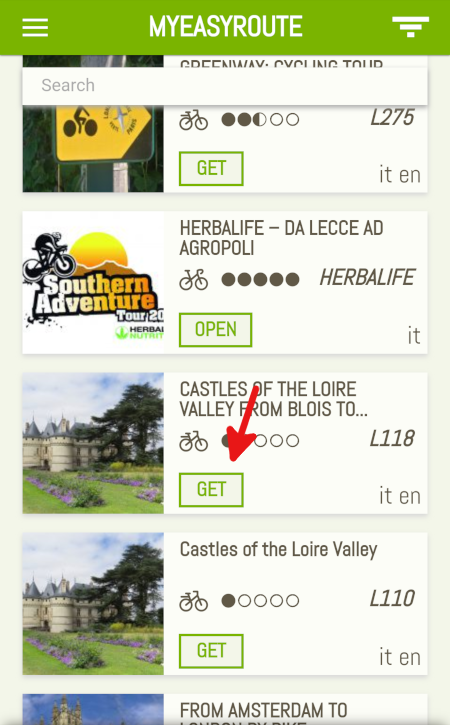 MYEASYROUTE
GREENWAY: CYCLING TOUR
Search
L275
GET
it en
HERBALIFE – DA LECCE AD
AGROPOLI
HERBALIFE
Southern
Adventure
Tour 20
HERBAL
NUTRIT
OPEN
it
CASTLES OF THE LOIRE
VALLEY FROM BLOIS TO...
L118
GET
it en
Castles of the Loire Valley
L110
GET
it en
FROM AMSTERDAM TO
LONDON BY BIKE